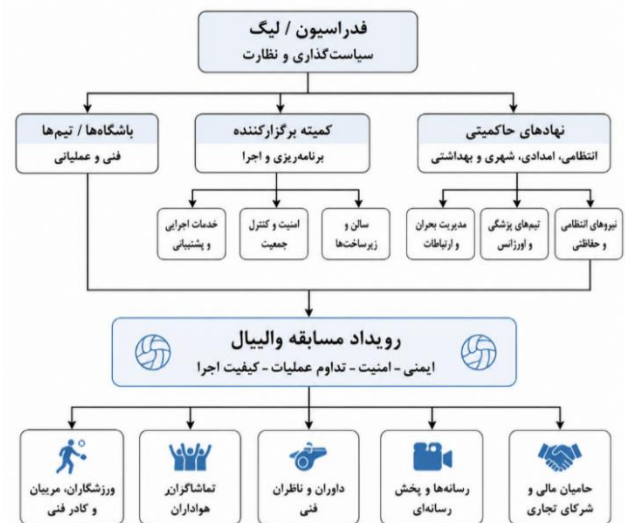 فدراسیون / لیگ
سیاست‌گذاری و نظارت
نهادهای حاکمیتی
انتظامی، امدادی، شهری و بهداشتی
کمیته برگزارکننده
برنامه‌ریزی و اجرا
باشگاه‌ها / تیم‌ها
فنی و عملیاتی
نیروهای انتظامی
و حفاظتی
تیم‌های پزشکی
و اورژانس
مدیریت بحران
و ارتباطات
سالن و
زیرساخت‌ها
امنیت و کنترل
جمعیت
خدمات اجرایی
و پشتیبانی
رویداد مسابقه والیبال
ایمنی - امنیت - تداوم عملیات - کیفیت اجرا
حامیان مالی و
شرکای تجاری
رسانه‌ها و پخش
رسانه‌ای
داوران و ناظران
فنی
تماشاگران
هواداران
ورزشگاران، مربیان
و کادر فنی